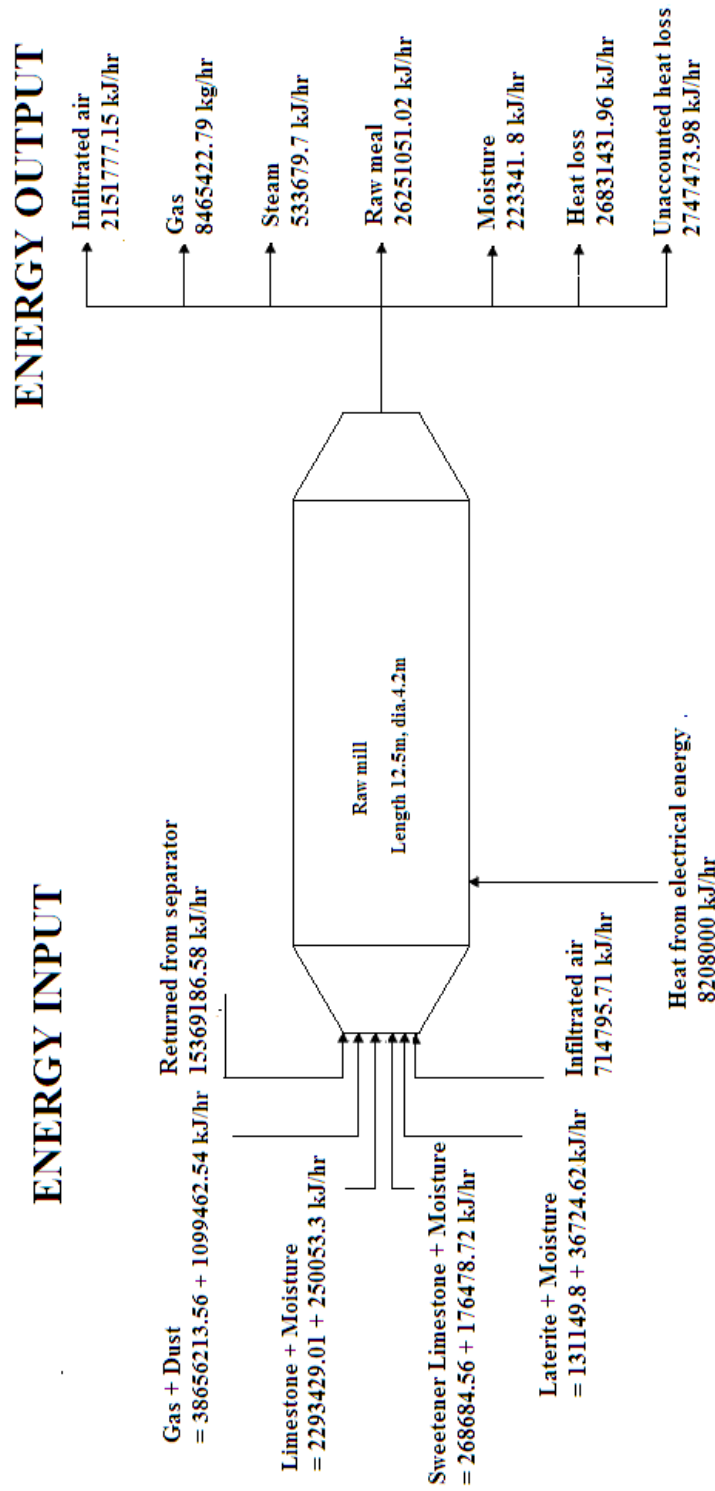 ENERGY INPUT
ENERGY OUTPUT
Gas + Dust
= 38656213.56 + 1099462.54 kJ/hr
Returned from separator
15369186.58 kJ/hr
Limestone + Moisture
= 2293429.01 + 250053.3 kJ/hr
Sweetener Limestone + Moisture
= 268684.56 + 176478.72 kJ/hr
Laterite + Moisture
= 131149.8 + 36724.62 kJ/hr
Infiltrated air
714795.71 kJ/hr
Heat from electrical energy .
8208000 kJ/hr
Raw mill
Length 12.5m, dia.4.2m
Infiltrated air
2151777.15 kJ/hr
Gas
8465422.79 kg/hr
Steam
533679.7 kJ/hr
Raw meal
26251051.02 kJ/hr
Moisture
223341. 8 kJ/hr
Heat loss
26831431.96 kJ/hr
Unaccounted heat loss
2747473.98 kJ/hr